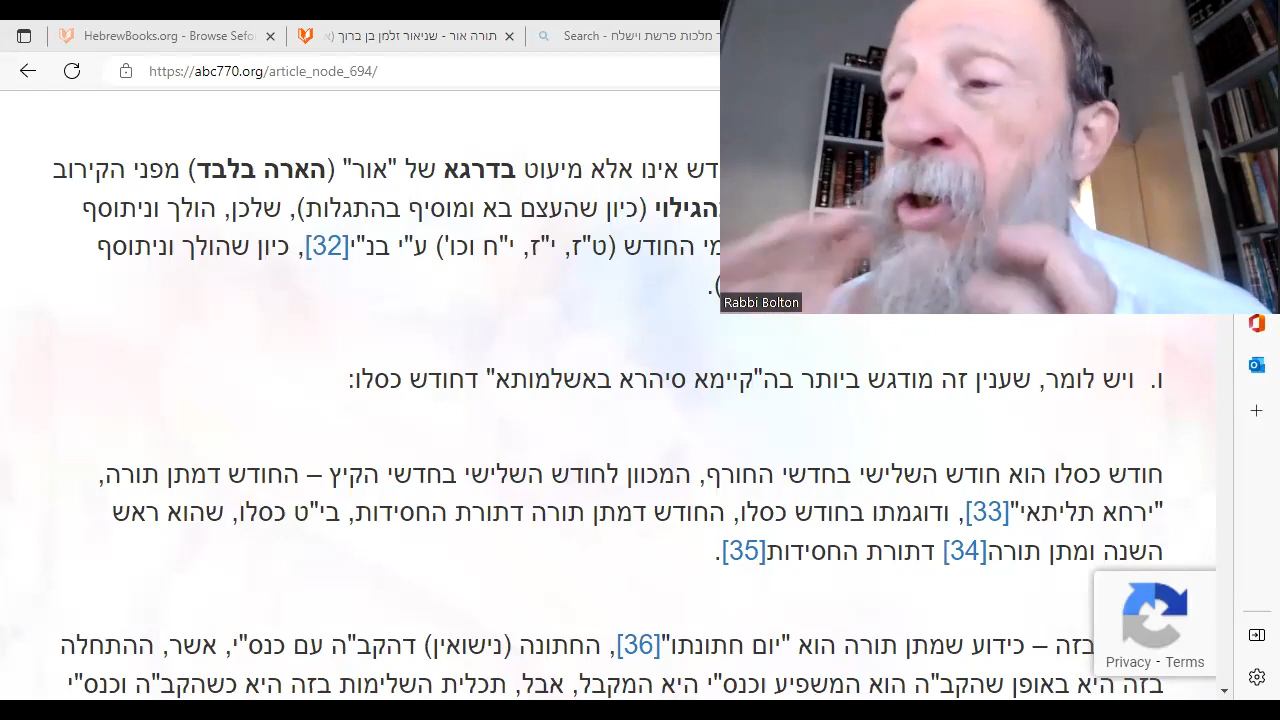 HebrewBooks.org - Browse Sefo
תורה אור - שניאור זלמן בן ברוך (א
Search - מלכות פרשת וישלח
https://abc770.org/article_node_694/
Rabbi Bolton
דש אינו אלא מיעוט בדרגא של "אור" (הארה בלבד) מפני הקירוב
הגילוי (כיון שהעצם בא ומוסיף בהתגלות), שלכן, הולך וניתוסף
מי החודש (ט"ז, י"ז, י"ח וכו') ע"י בנ"י[32], כיון שהולך וניתוסף
).
ו. ויש לומר, שענין זה מודגש ביותר בה"קיימא סיהרא באשלמותא" דחודש כסלו:
חודש כסלו הוא חודש השלישי בחדשי החורף, המכוון לחודש השלישי בחדשי הקיץ – החודש דמתן תורה,
"ירחא תליתאי"[33], ודוגמתו בחודש כסלו, החודש דמתן תורה דתורת החסידות, בי"ט כסלו, שהוא ראש
השנה ומתן תורה[34] דתורת החסידות[35].
בזה – כידוע שמתן תורה הוא "יום חתונתו"[36], החתונה (נישואין) דהקב"ה עם כנס"י, אשר, ההתחלה
בזה היא באופן שהקב"ה הוא המשפיע וכנס"י היא המקבל, אבל, תכלית השלימות בזה היא כשהקב"ה וכנס"י
Privacy - Terms